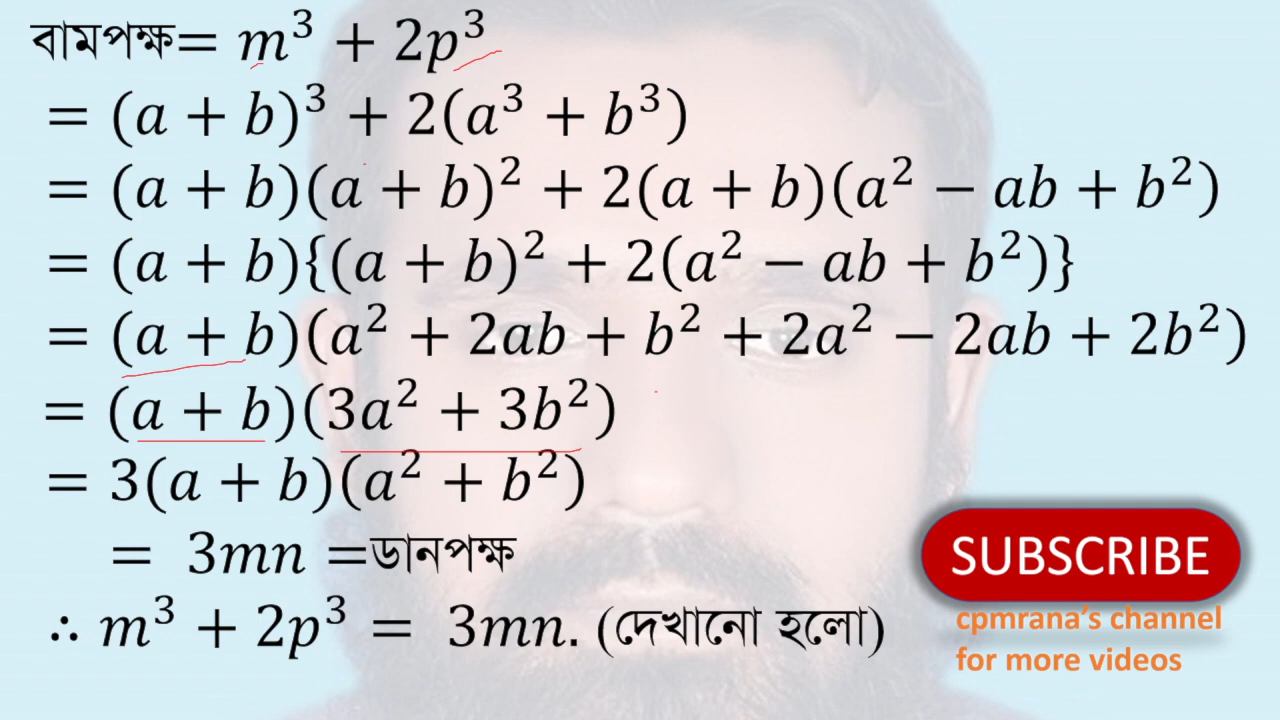 বামপক্ষ= m³ + 2p³
= (a + b)³ + 2(a³ + b³)
= (a + b)(a + b)² + 2(a + b)(a² − ab + b²)
= (a + b){(a + b)² + 2(a² − ab + b²)}
= (a + b)(a² + 2ab + b² + 2a² − 2ab + 2b²)
= (a + b)(3a² + 3b²)
= 3(a + b)(a² + b²)
= 3mn =ডানপক্ষ
∴ m³ + 2p³ = 3mn. (দেখানো হলো)
SUBSCRIBE
cpmrana’s channel
for more videos